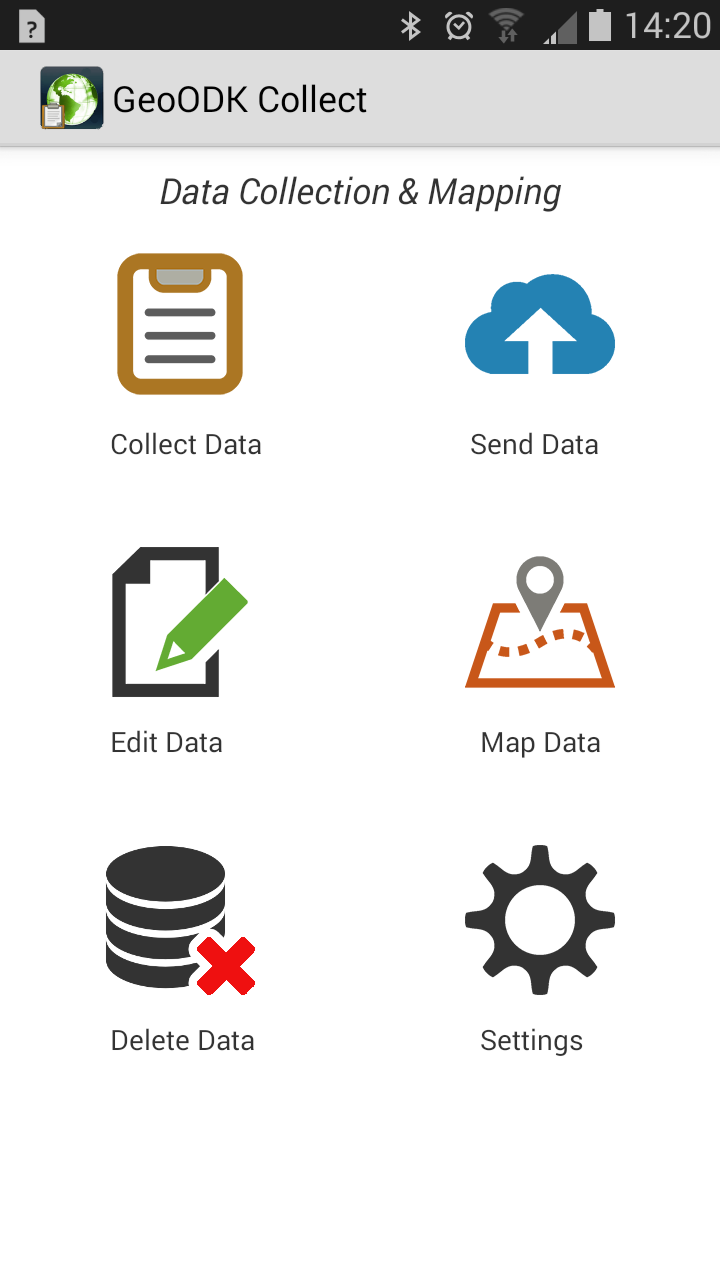 ?
14:20
GeoODK Collect
Data Collection & Mapping
Collect Data
Send Data
Edit Data
Map Data
Delete Data
Settings